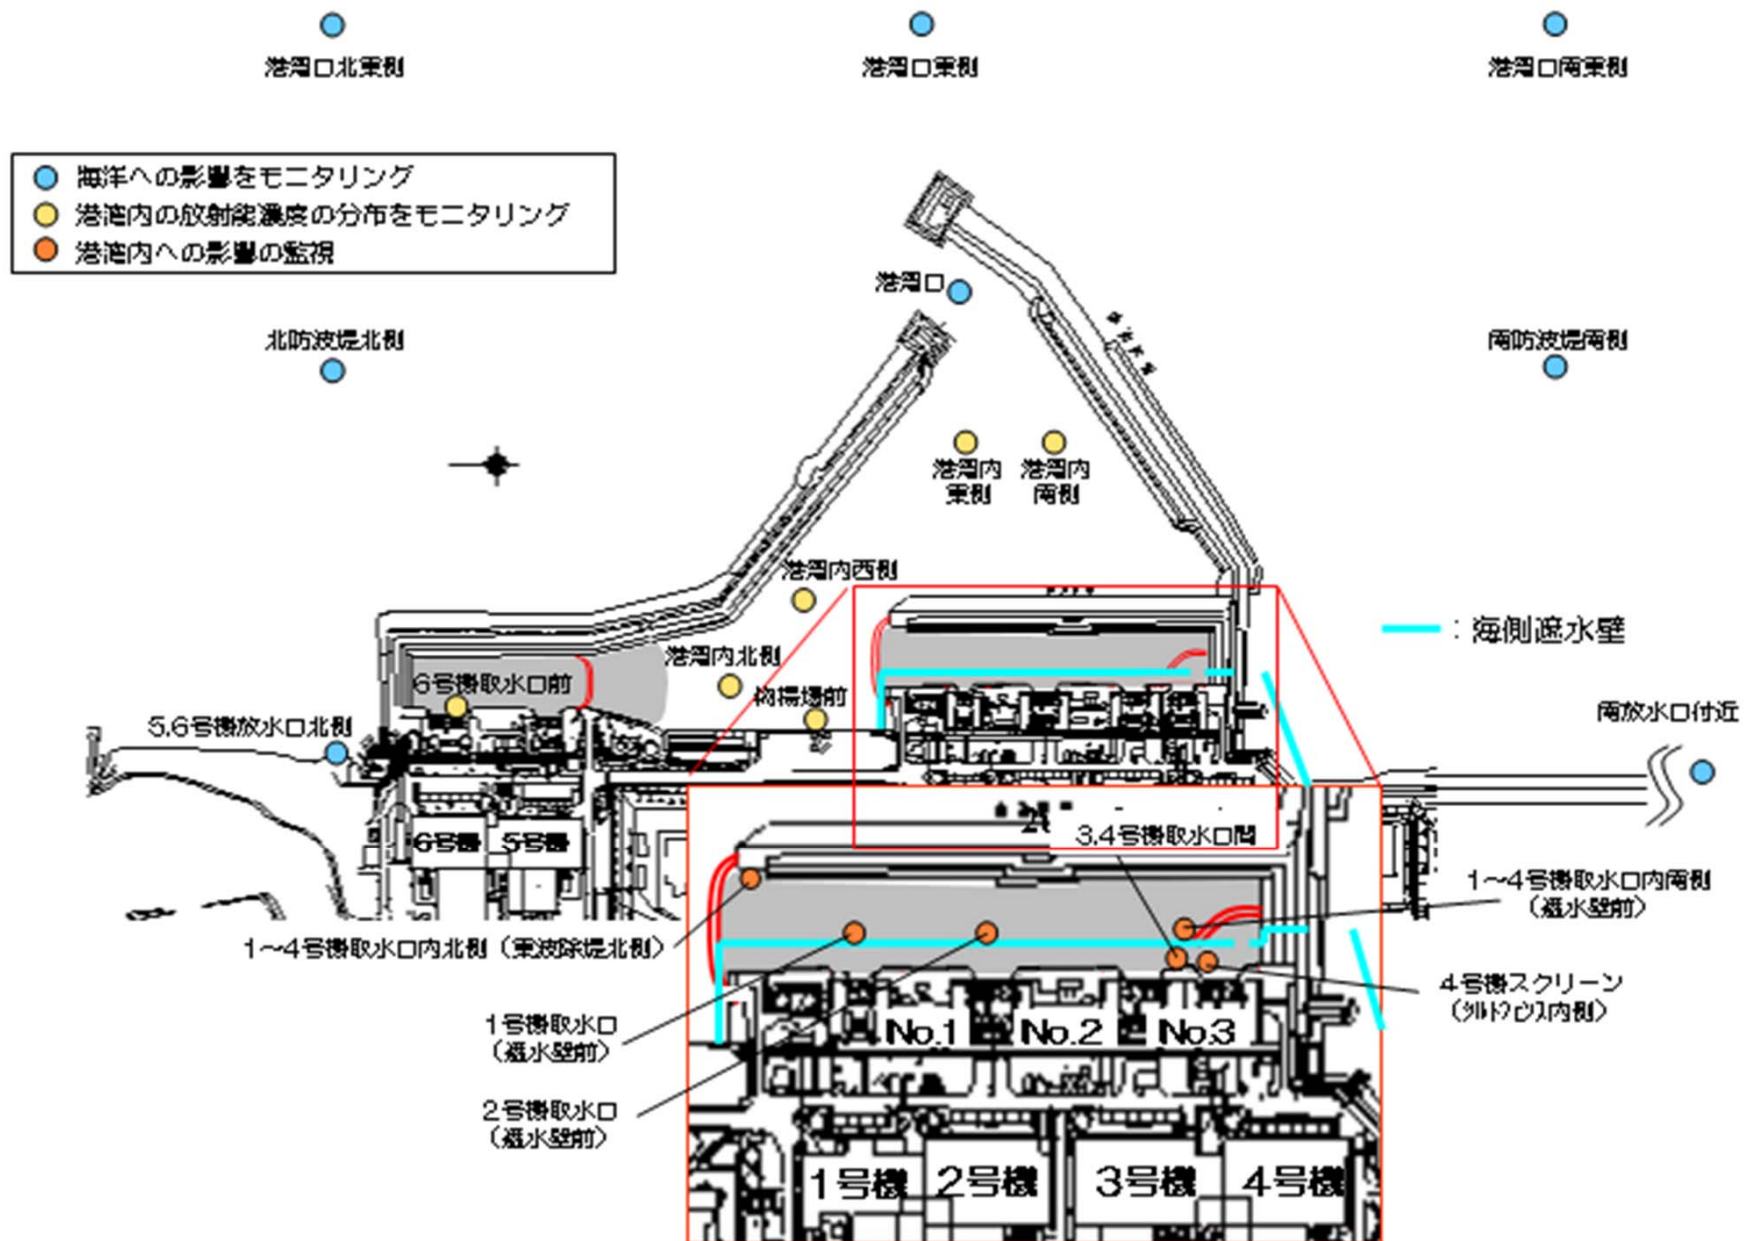 港湾口北東側
港湾口東側
港湾口南東側
海洋への影響をモニタリング
港湾内の放射能濃度の分布をモニタリング
港湾内への影響の監視
港湾口
北防波堤北側
南防波堤南側
港湾内
東側
港湾内
南側
港湾内西側
港湾内北側
物揚場前
6号機取水口前
5,6号機放水口北側
:海側遮水壁
南放水口付近
6号機
5号機
3,4号機取水口間
1〜4号機取水口内南側
(遮水壁前)
1〜4号機取水口内北側(東波除堤北側)
4号機スクリーン
(シルトフェンス内側)
1号機取水口
(遮水壁前)
2号機取水口
(遮水壁前)
No.1
No.2
No.3
1号機
2号機
3号機
4号機